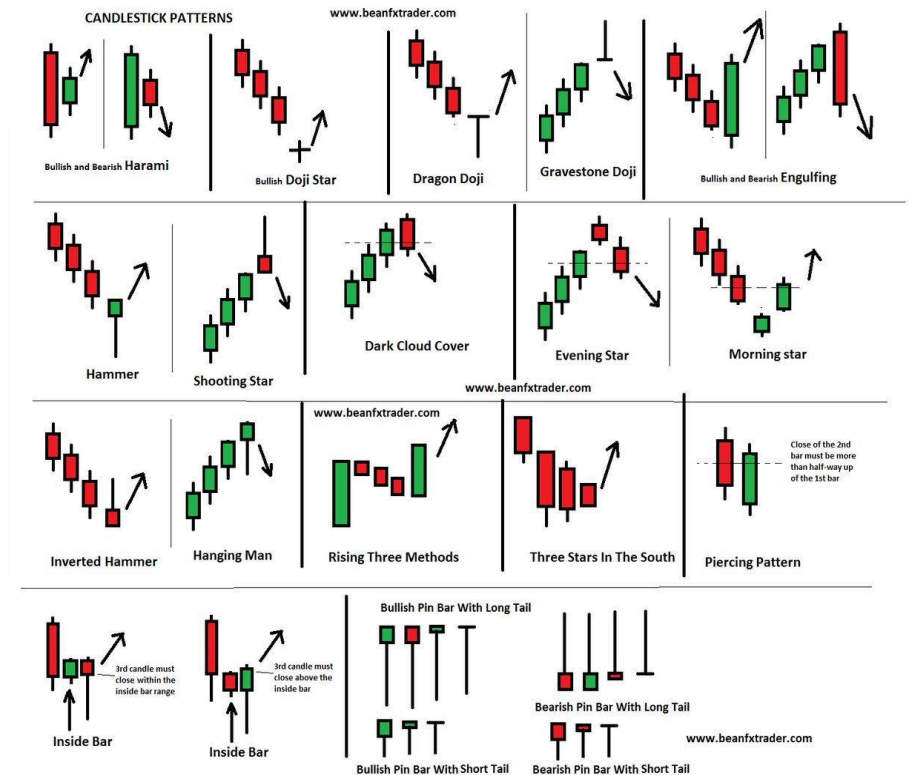 CANDLESTICK PATTERNS
www.beanfxtrader.com
Bullish and Bearish Harami
Bullish Doji Star
Dragon Doji
Gravestone Doji
Bullish and Bearish Engulfing
Hammer
Shooting Star
Dark Cloud Cover
Evening Star
Morning star
www.beanfxtrader.com
www.beanfxtrader.com
Close of the 2nd
bar must be more
than half-way up
of the 1st bar
Inverted Hammer
Hanging Man
Rising Three Methods
Three Stars In The South
Piercing Pattern
3rd candle must
close within the
inside bar range
Inside Bar
3rd candle must
close above the
inside bar
Inside Bar
Bullish Pin Bar With Long Tail
Bearish Pin Bar With Long Tail
www.beanfxtrader.com
Bullish Pin Bar With Short Tail
Bearish Pin Bar With Short Tail